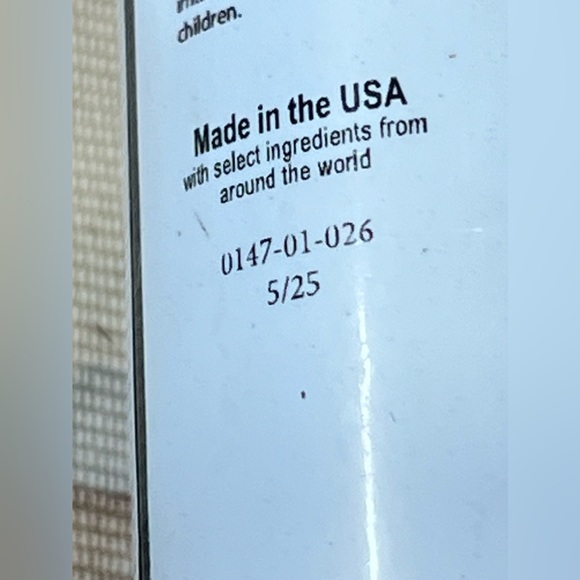 children.
Made in the USA
with select ingredients from
around the world
0147-01-026
5/25